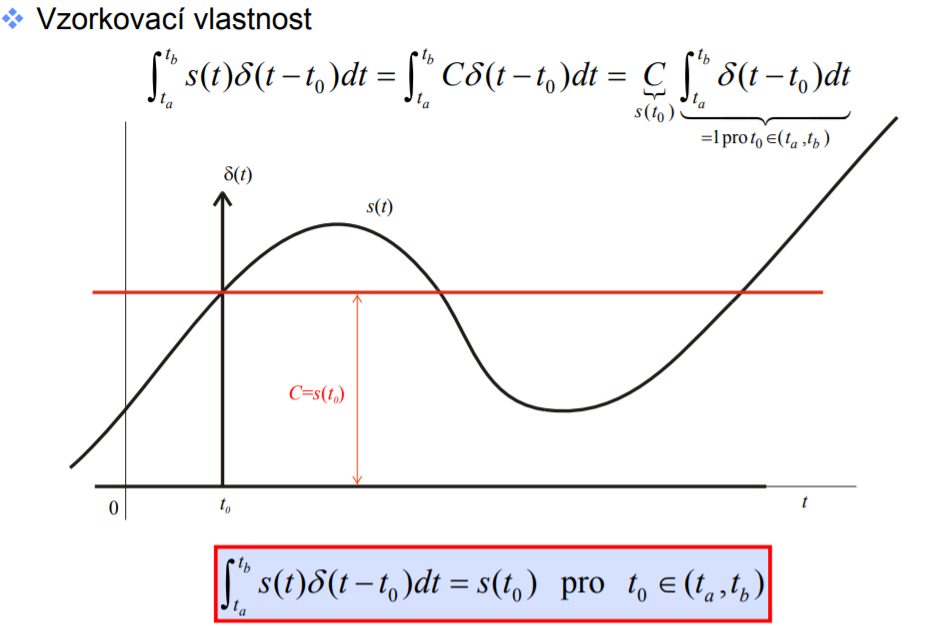 ❖ Vzorkovací vlastnost
∫_{t_a}^{t_b} s(t)δ(t − t_0)dt = ∫_{t_a}^{t_b} Cδ(t − t_0)dt = C ∫_{t_a}^{t_b} δ(t − t_0)dt
s(t_0)
=1 pro t_0 ∈ (t_a , t_b )
δ(t)
s(t)
C=s(t_0)
0
t_0
t
∫_{t_a}^{t_b} s(t)δ(t − t_0)dt = s(t_0) pro t_0 ∈ (t_a , t_b)